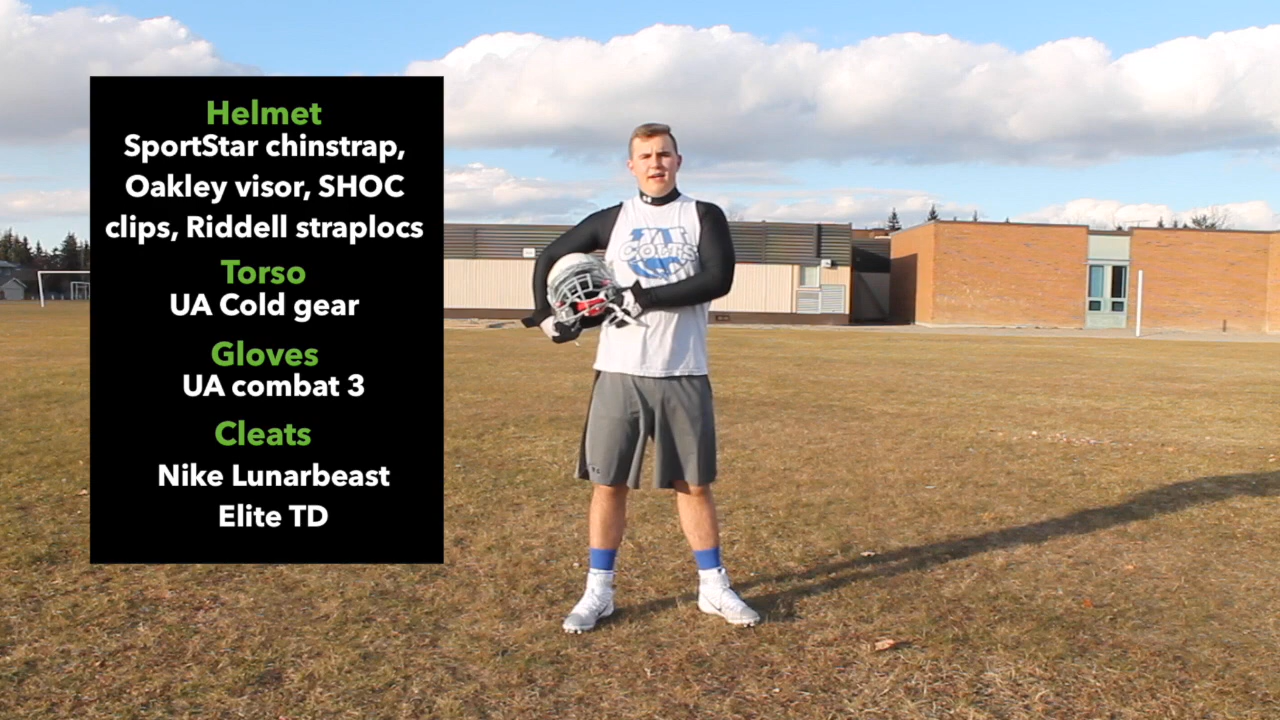 Helmet
SportStar chinstrap,
Oakley visor, SHOC
clips, Riddell straplocs
Torso
UA Cold gear
Gloves
UA combat 3
Cleats
Nike Lunarbeast
Elite TD
COLTS